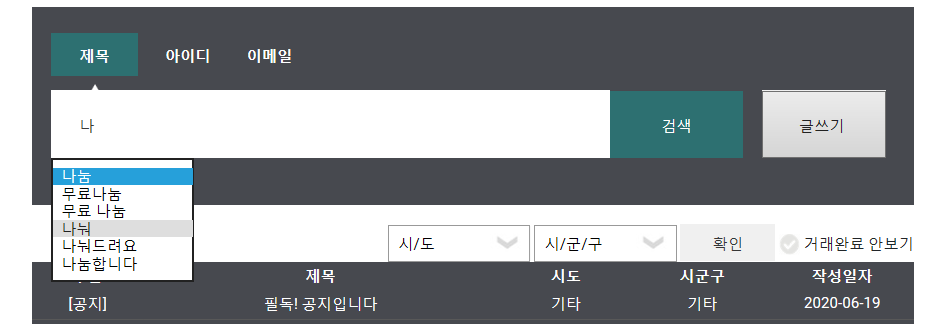 제목 아이디 이메일
나 검색 글쓰기
나눔
무료나눔
무료 나눔
나눠
나눠드려요
나눔합니다
시/도 시/군/구 확인 거래완료 안보기
제목 시도 시군구 작성일자
[공지] 필독! 공지입니다 기타 기타 2020-06-19